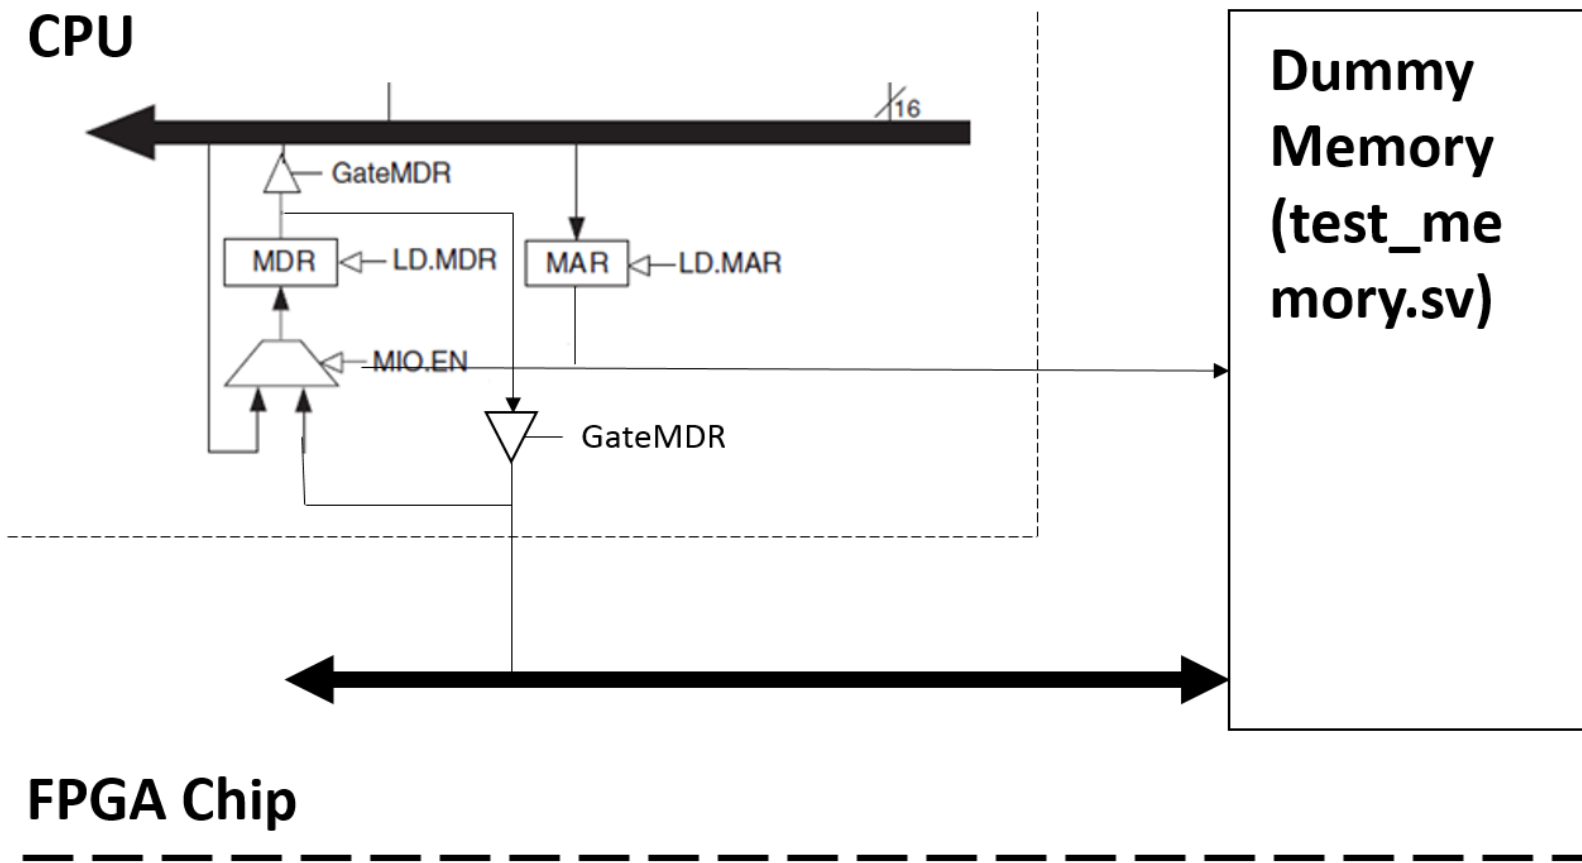 CPU
16
GateMDR
MDR
LD.MDR
MAR
LD.MAR
MIO.EN
GateMDR
Dummy
Memory
(test_me
mory.sv)
FPGA Chip